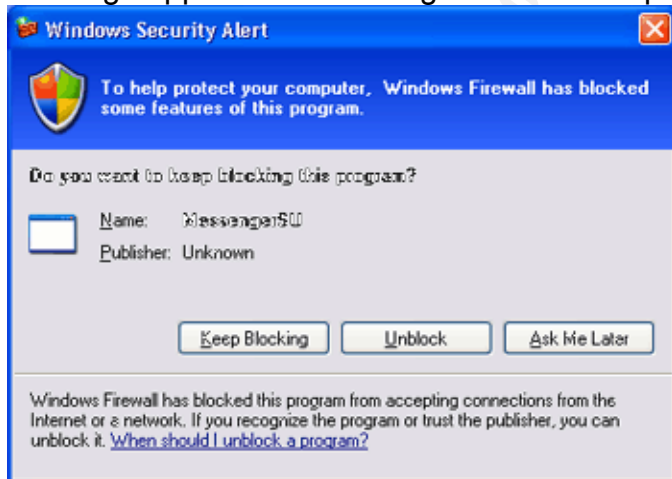 Windows Security Alert
To help protect your computer, Windows Firewall has blocked
some features of this program.
Do you want to keep blocking this program?
Name:
Publisher: Unknown
Keep Blocking Unblock Ask Me Later
Windows Firewall has blocked this program from accepting connections from the
Internet or a network. If you recognize the program or trust the publisher, you can
unblock it. When should I unblock a program?